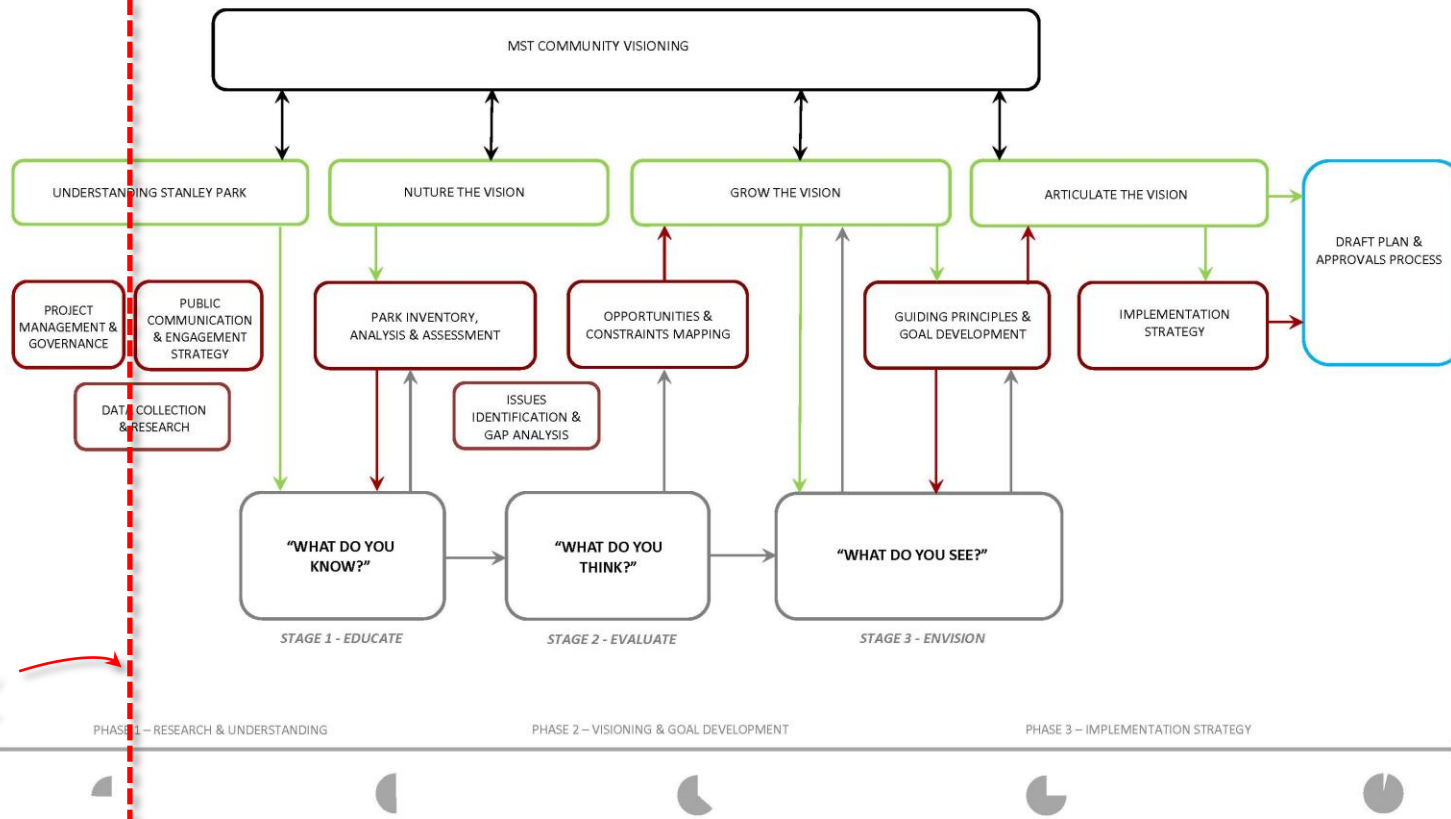 MST COMMUNITY VISIONING
UNDERSTANDING STANLEY PARK
NUTURE THE VISION
GROW THE VISION
ARTICULATE THE VISION
DRAFT PLAN &
APPROVALS PROCESS
PROJECT
MANAGEMENT &
GOVERNANCE
PUBLIC
COMMUNICATION
& ENGAGEMENT
STRATEGY
PARK INVENTORY,
ANALYSIS & ASSESSMENT
OPPORTUNITIES &
CONSTRAINTS MAPPING
GUIDING PRINCIPLES &
GOAL DEVELOPMENT
IMPLEMENTATION
STRATEGY
DATA COLLECTION
& RESEARCH
ISSUES
IDENTIFICATION &
GAP ANALYSIS
“WHAT DO YOU
KNOW?”
“WHAT DO YOU
THINK?”
“WHAT DO YOU SEE?”
STAGE 1 - EDUCATE
STAGE 2 - EVALUATE
STAGE 3 - ENVISION
PHASE 1 – RESEARCH & UNDERSTANDING
PHASE 2 – VISIONING & GOAL DEVELOPMENT
PHASE 3 – IMPLEMENTATION STRATEGY